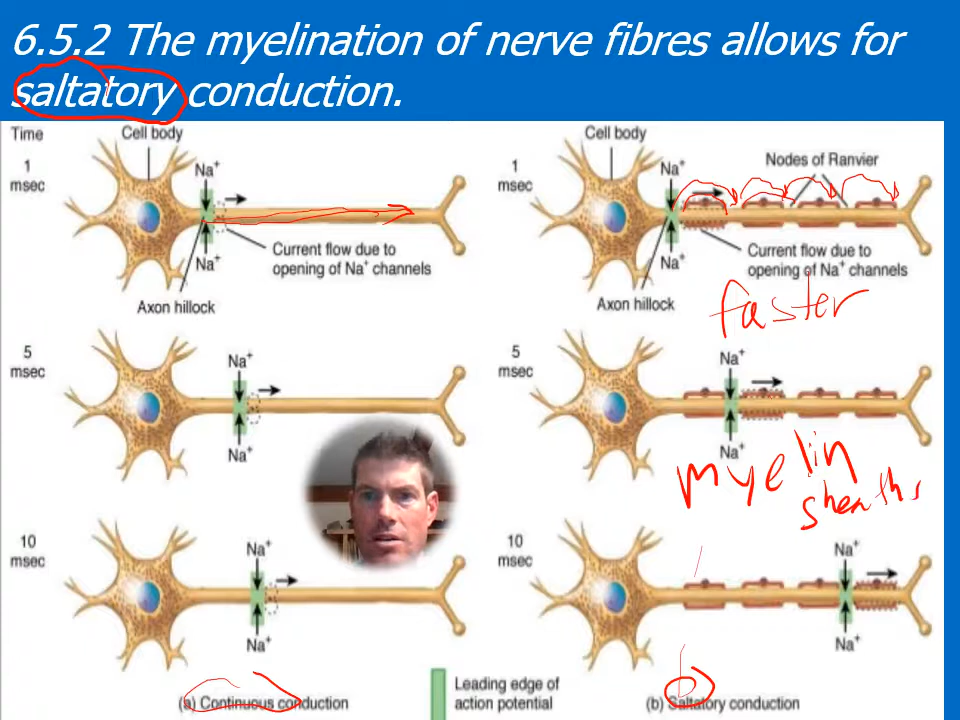 6.5.2 The myelination of nerve fibres allows for
saltatory conduction.
Time
1
msec
Cell body
Na⁺
Na⁺
Current flow due to
opening of Na⁺ channels
Axon hillock
1
msec
Cell body
Na⁺
Nodes of Ranvier
Na⁺
Current flow due to
opening of Na⁺ channels
Axon hillock
faster
5
msec
Na⁺
Na⁺
5
msec
Na⁺
Na⁺
myelin
sheaths
10
msec
Na⁺
Na⁺
10
msec
Na⁺
Na⁺
(a) Continuous conduction
Leading edge of
action potential
(b) Saltatory conduction